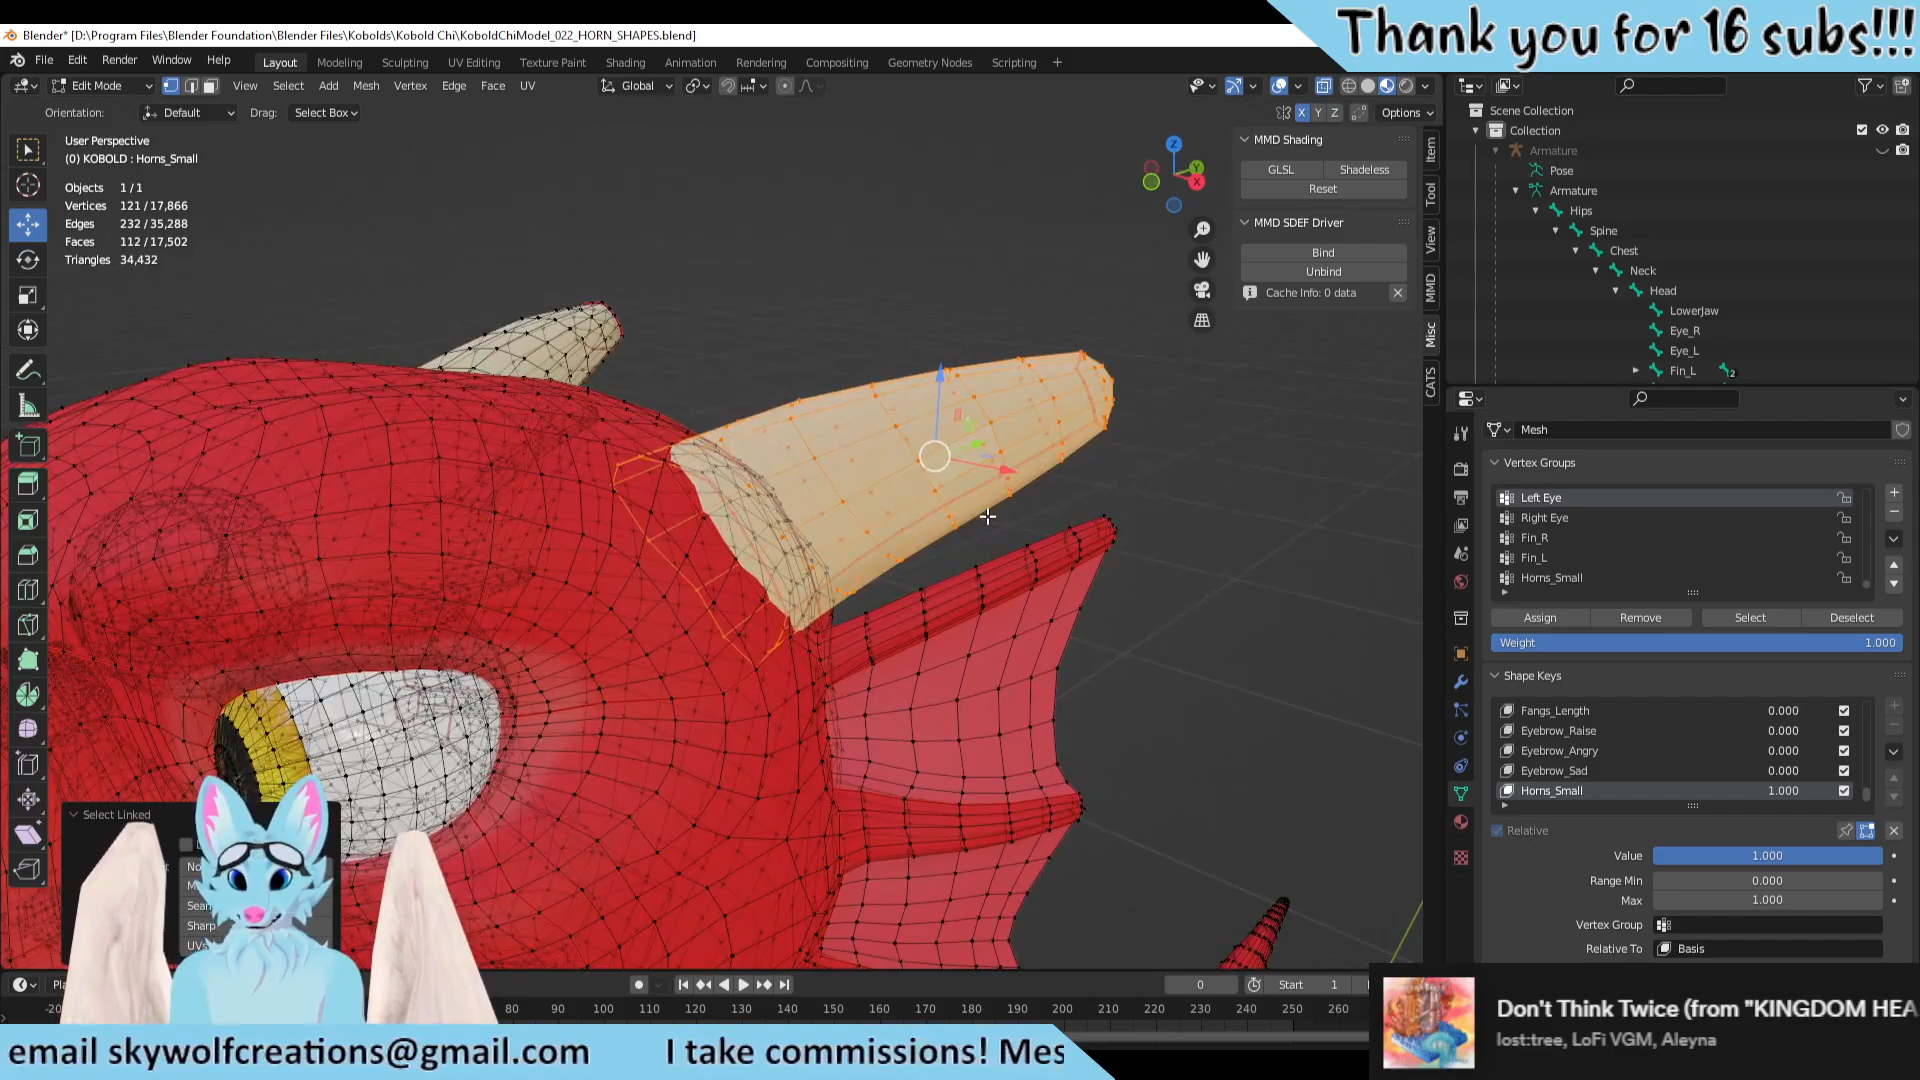 Thank you for 16 subs!!!
Blender* [D:\Program Files\Blender Foundation\Blender Files\Kobolds\Kobold Chi\KoboldChiModel_022_HORN_SHAPES.blend]
File Edit Render Window Help Layout Modeling Sculpting UV Editing Texture Paint Shading Animation Rendering Compositing Geometry Nodes Scripting +
Edit Mode View Select Add Mesh Vertex Edge Face UV Global
Orientation: Default Drag: Select Box X Y Z Options
User Perspective
(0) KOBOLD : Horns_Small
Objects 1 / 1
Vertices 121 / 17,866
Edges 232 / 35,288
Faces 112 / 17,502
Triangles 34,432
Z
Y
X
MMD Shading
GLSL Shadeless
Reset
MMD SDEF Driver
Bind
Unbind
Cache Info: 0 data
Item
Tool
View
MMD
Misc
CATS
Scene Collection
Collection
Armature
Pose
Armature
Hips
Spine
Chest
Neck
Head
LowerJaw
Eye_R
Eye_L
Fin_L 2
Mesh
Vertex Groups
Left Eye
Right Eye
Fin_R
Fin_L
Horns_Small
Assign Remove Select Deselect
Weight 1.000
Shape Keys
Fangs_Length 0.000
Eyebrow_Raise 0.000
Eyebrow_Angry 0.000
Eyebrow_Sad 0.000
Horns_Small 1.000
Relative
Value 1.000
Range Min 0.000
Max 1.000
Vertex Group
Relative To Basis
Select Linked
No
M
Sean
Sharp
UVs
0 Start 1
80 90 100 110 120 130 140 150 160 170 180 190 200 210 220 230 240 250 260
email skywolfcreations@gmail.com I take commissions! Mes
Don't Think Twice (from "KINGDOM HEA
lost:tree, LoFi VGM, Aleyna